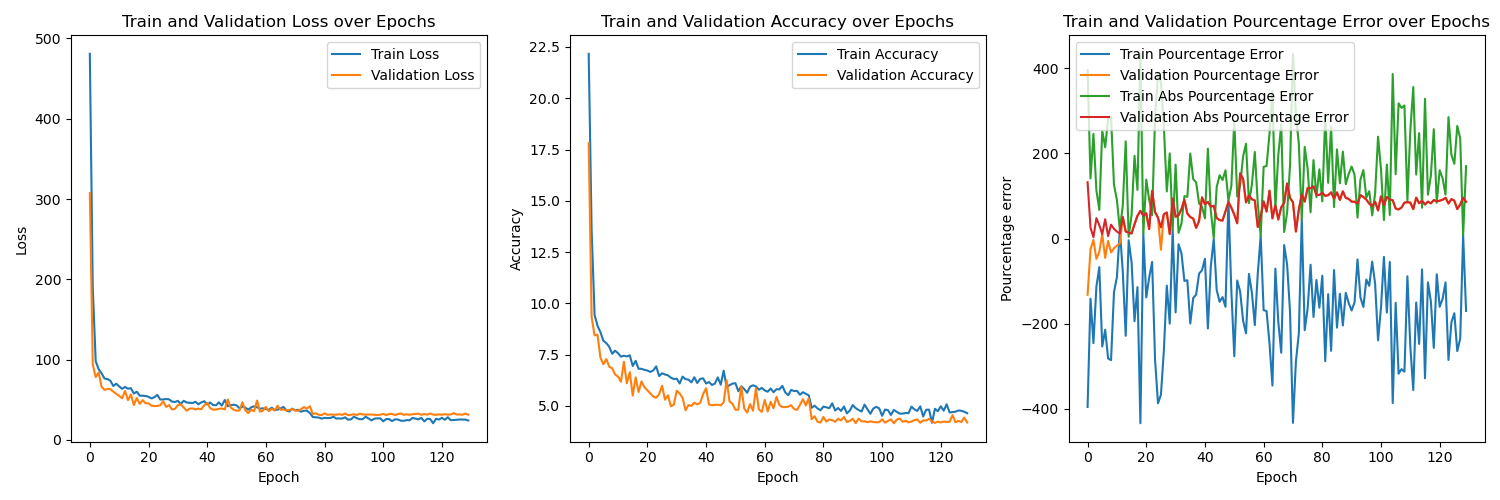 Train and Validation Loss over Epochs
Train Loss
Validation Loss
500
400
300
200
100
0
Loss
0 20 40 60 80 100 120
Epoch
Train and Validation Accuracy over Epochs
Train Accuracy
Validation Accuracy
22.5
20.0
17.5
15.0
12.5
10.0
7.5
5.0
Accuracy
0 20 40 60 80 100 120
Epoch
Train and Validation Pourcentage Error over Epochs
Train Pourcentage Error
Validation Pourcentage Error
Train Abs Pourcentage Error
Validation Abs Pourcentage Error
400
200
0
−200
−400
Pourcentage error
0 20 40 60 80 100 120
Epoch